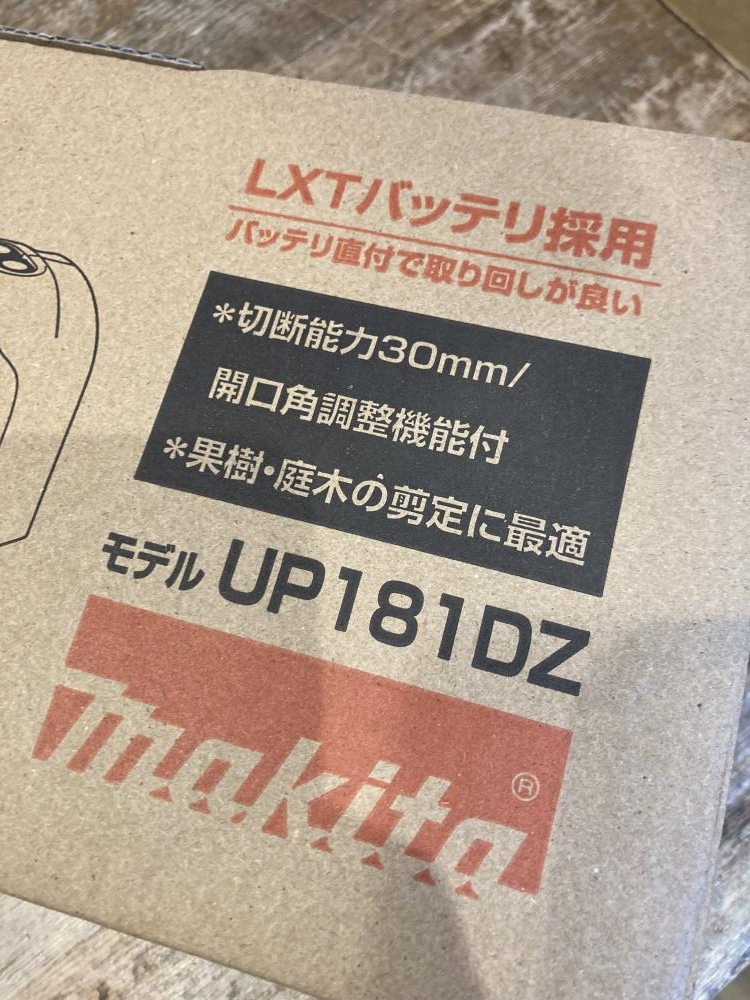 LXTバッテリ採用
バッテリ直付で取り回しが良い
*切断能力30mm/
開口角調整機能付
*果樹・庭木の剪定に最適
モデル UP181DZ
makita®